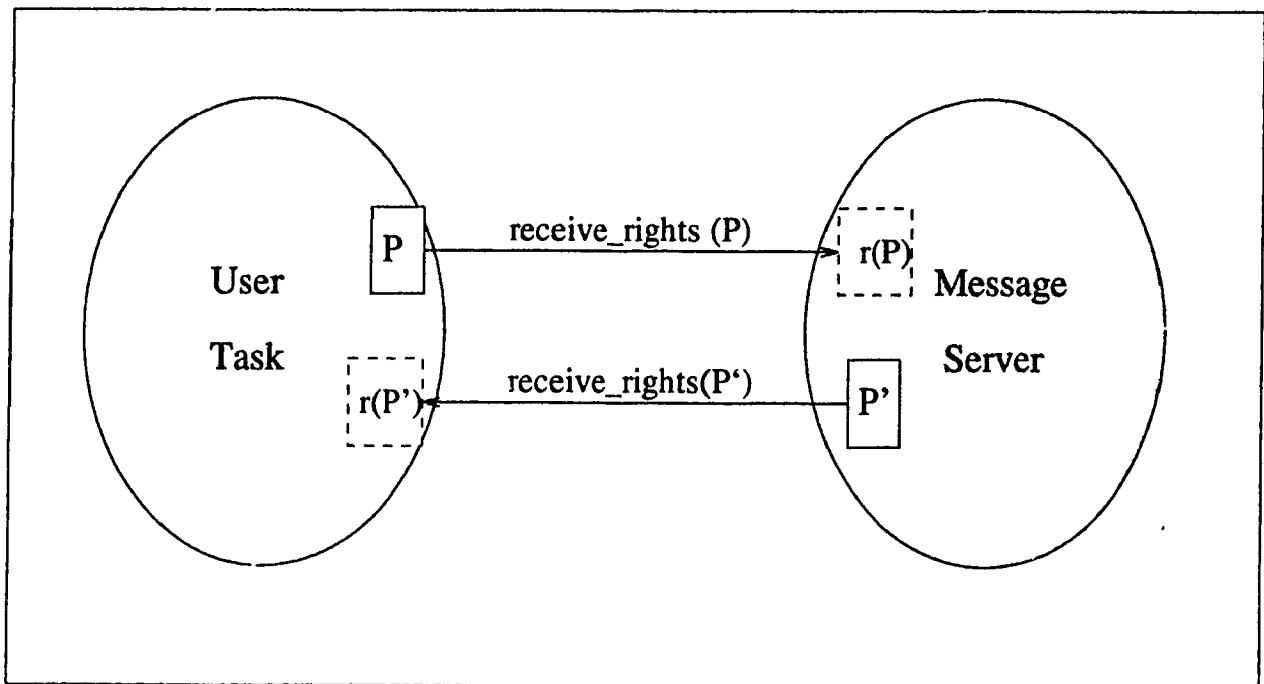 receive_rights (P)
P
r(P)
User
Task
Message
Server
receive_rights(P‘)
r(P’)
P’